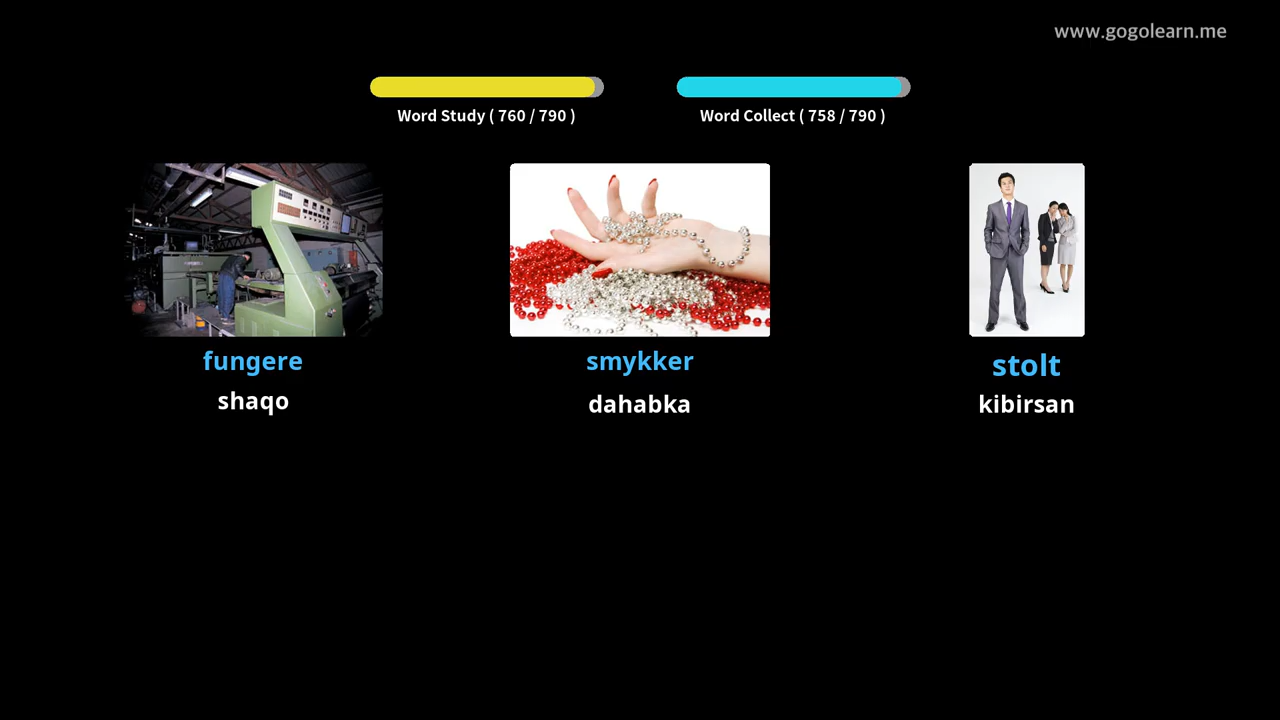 www.gogolearn.me
Word Study ( 760 / 790 )
Word Collect ( 758 / 790 )
fungere
smykker
stolt
shaqo
dahabka
kibirsan